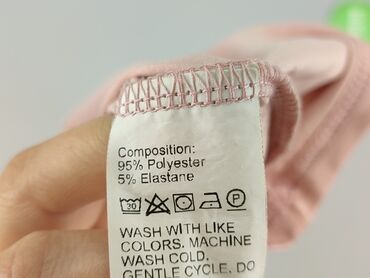 Composition:
95% Polyester
5% Elastane
30 P
WASH WITH LIKE
COLORS. MACHINE
WASH COLD.
GENTLE CYCLE. DO